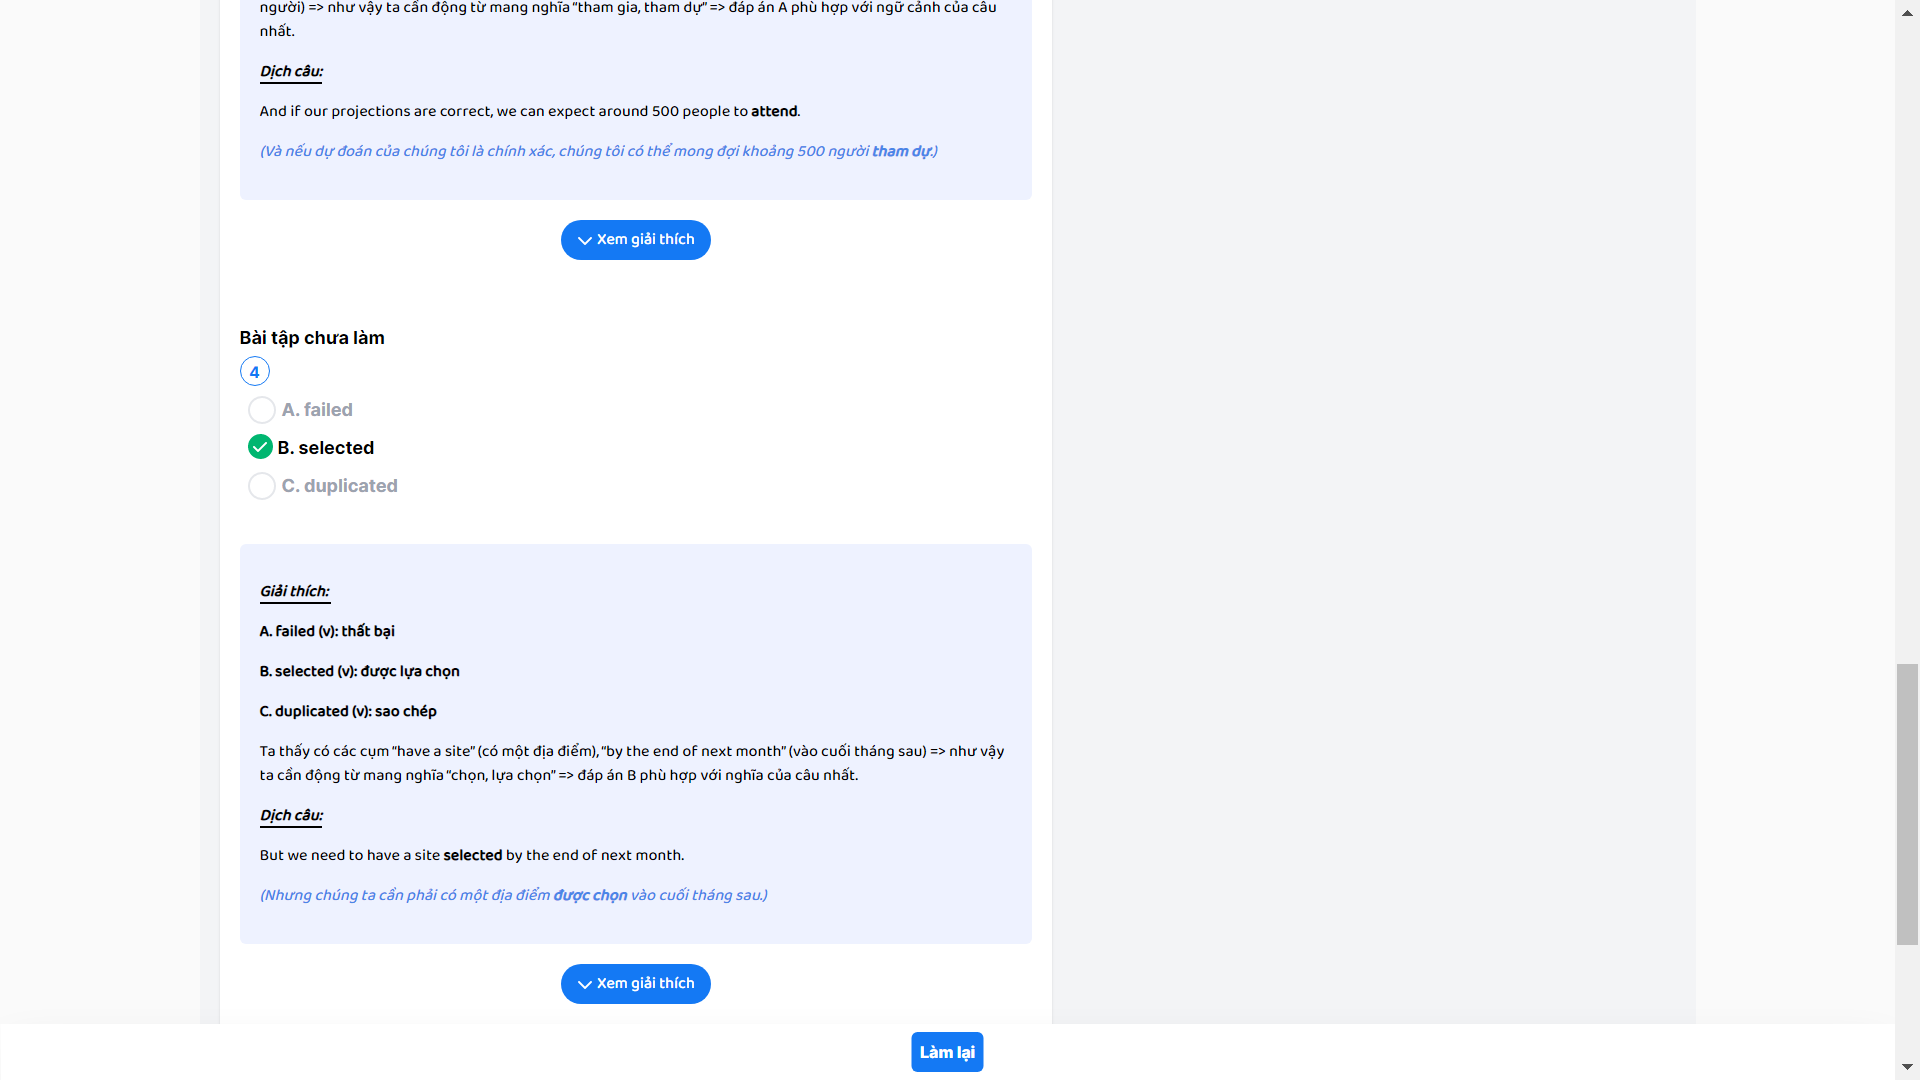 người) => như vậy ta cần động từ mang nghĩa “tham gia, tham dự” => đáp án A phù hợp với ngữ cảnh của câu
nhất.
Dịch câu:
And if our projections are correct, we can expect around 500 people to attend.
(Và nếu dự đoán của chúng tôi là chính xác, chúng tôi có thể mong đợi khoảng 500 người tham dự.)
Xem giải thích
Bài tập chưa làm
4
A. failed
B. selected
C. duplicated
Giải thích:
A. failed (v): thất bại
B. selected (v): được lựa chọn
C. duplicated (v): sao chép
Ta thấy có các cụm “have a site” (có một địa điểm), “by the end of next month” (vào cuối tháng sau) => như vậy
ta cần động từ mang nghĩa “chọn, lựa chọn” => đáp án B phù hợp với nghĩa của câu nhất.
Dịch câu:
But we need to have a site selected by the end of next month.
(Nhưng chúng ta cần phải có một địa điểm được chọn vào cuối tháng sau.)
Xem giải thích
Làm lại